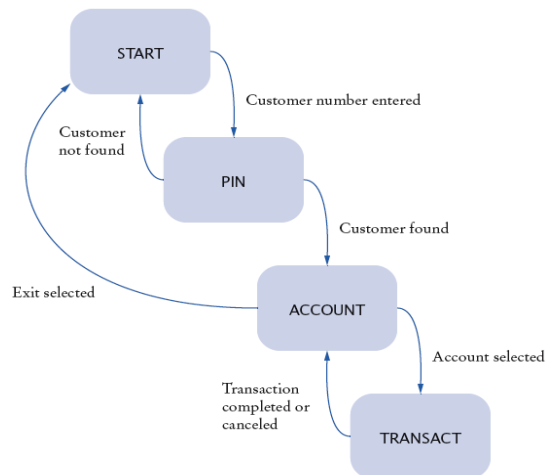 START
Customer number entered
Customer
not found
PIN
Customer found
Exit selected
ACCOUNT
Account selected
Transaction
completed or
canceled
TRANSACT